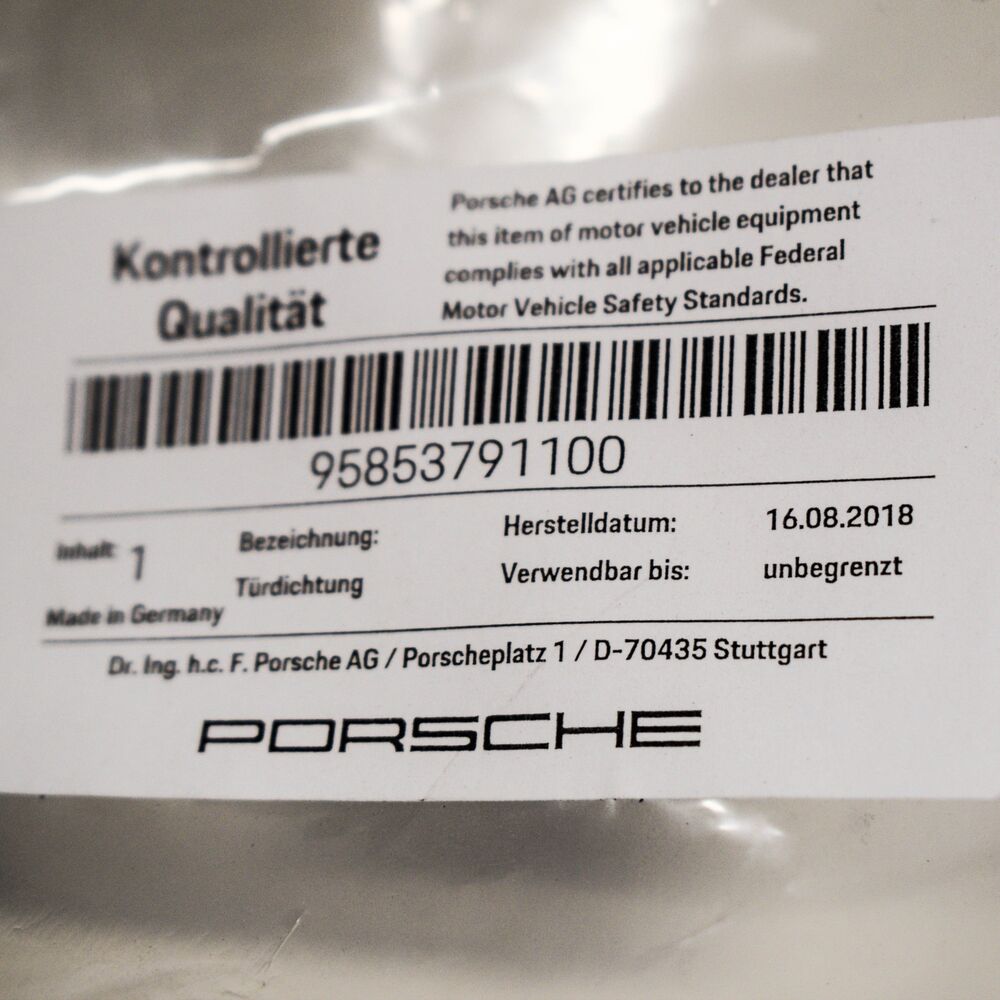 Kontrollierte
Qualität
Porsche AG certifies to the dealer that
this item of motor vehicle equipment
complies with all applicable Federal
Motor Vehicle Safety Standards.
95853791100
Inhalt: 1
Bezeichnung:
Türdichtung
Herstelldatum: 16.08.2018
Verwendbar bis: unbegrenzt
Made in Germany
Dr. Ing. h.c. F. Porsche AG / Porscheplatz 1 / D-70435 Stuttgart
PORSCHE